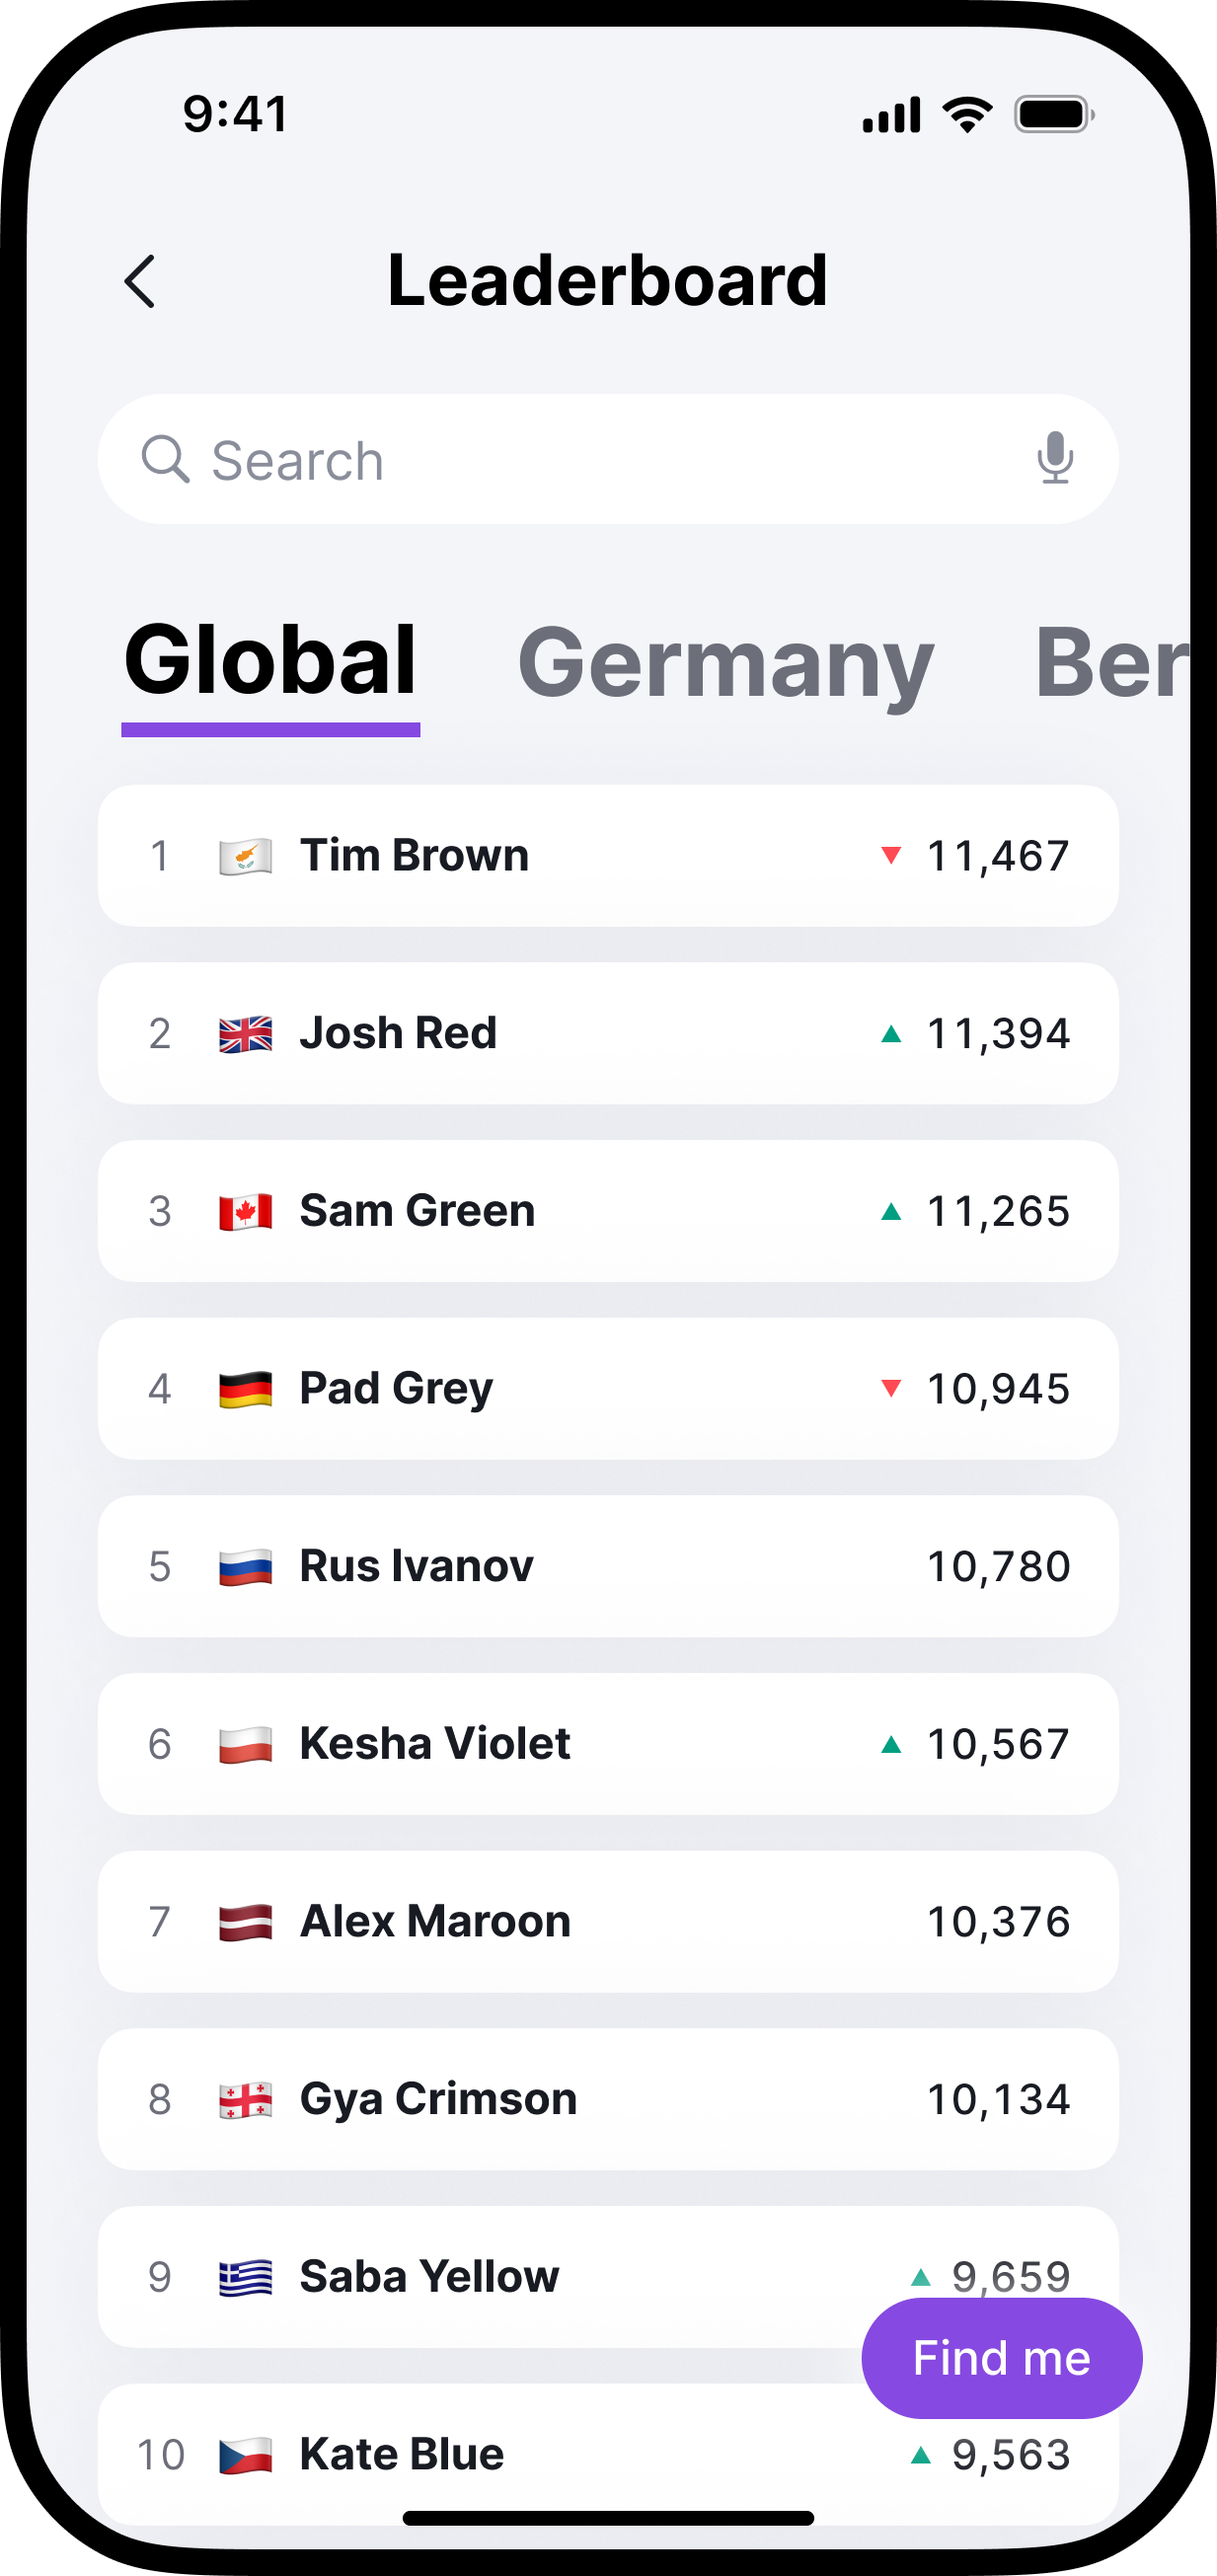 9:41
Leaderboard
Search
Global Germany Ber
1 Tim Brown 11,467
2 Josh Red 11,394
3 Sam Green 11,265
4 Pad Grey 10,945
5 Rus Ivanov 10,780
6 Kesha Violet 10,567
7 Alex Maroon 10,376
8 Gya Crimson 10,134
9 Saba Yellow 9,659
Find me
10 Kate Blue 9,563